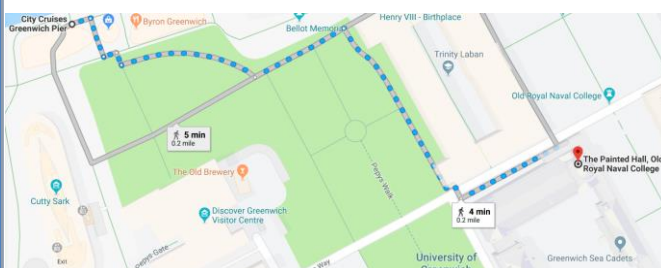 City Cruises
Greenwich Pier
Byron Greenwich
Bellot Memorial
Henry VIII - Birthplace
Trinity Laban
Old Royal Naval College
5 min
0.2 mile
The Painted Hall, Old
Royal Naval College
The Old Brewery
Pepys Walk
Cutty Sark
Discover Greenwich
Visitor Centre
4 min
0.2 mile
Pepys Gate
Way
University of
Greenwich Sea Cadets